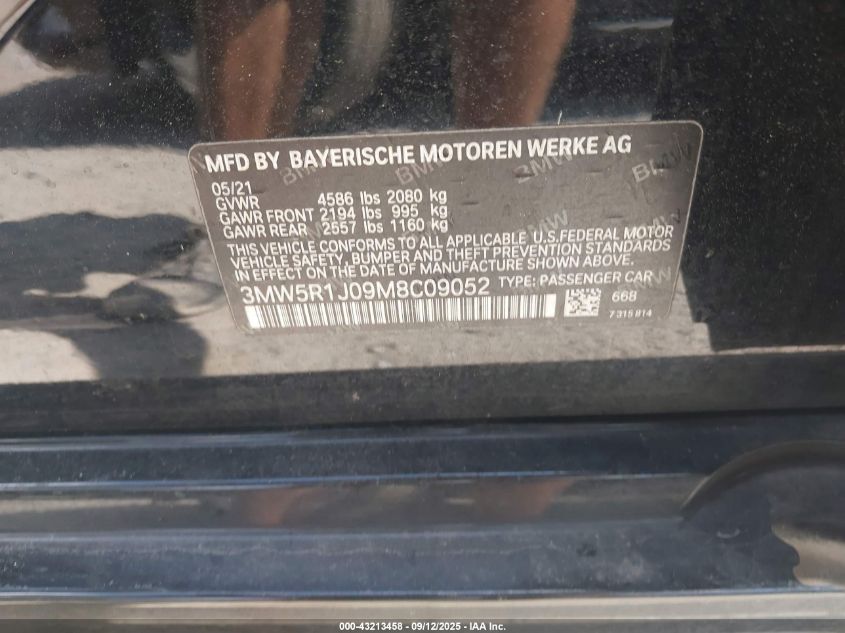 MFD BY BAYERISCHE MOTOREN WERKE AG
05/21
GVWR 4586 lbs 2080 kg
GAWR FRONT 2194 lbs 995 kg
GAWR REAR 2557 lbs 1160 kg
THIS VEHICLE CONFORMS TO ALL APPLICABLE U.S.FEDERAL MOTOR
VEHICLE SAFETY, BUMPER AND THEFT PREVENTION STANDARDS
IN EFFECT ON THE DATE OF MANUFACTURE SHOWN ABOVE.
3MW5R1J09M8C09052 TYPE: PASSENGER CAR
668
7315814
000-43213458 - 09/12/2025 - IAA Inc.